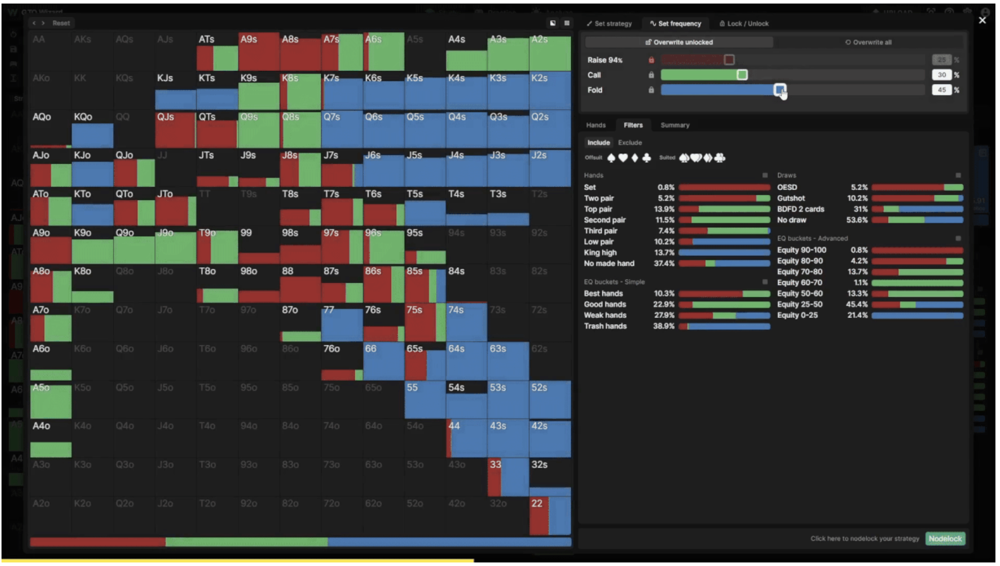 GTO Wizard
< > Reset
AA AKs AQs AJs ATs A9s A8s A7s A6s A5s A4s A3s A2s
AKo KK KQs KJs KTs K9s K8s K7s K6s K5s K4s K3s K2s
AQo KQo QQ QJs QTs Q9s Q8s Q7s Q6s Q5s Q4s Q3s Q2s
AJo KJo QJo JJ JTs J9s J8s J7s J6s J5s J4s J3s J2s
ATo KTo QTo JTo TT T9s T8s T7s T6s T5s T4s T3s T2s
A9o K9o Q9o J9o T9o 99 98s 97s 96s 95s 94s 93s 92s
A8o K8o Q8o J8o T8o 98o 88 87s 86s 85s 84s 83s 82s
A7o K7o Q7o J7o T7o 97o 87o 77 76s 75s 74s 73s 72s
A6o K6o Q6o J6o T6o 96o 86o 76o 66 65s 64s 63s 62s
A5o K5o Q5o J5o T5o 95o 85o 75o 65o 55 54s 53s 52s
A4o K4o Q4o J4o T4o 94o 84o 74o 64o 54o 44 43s 42s
A3o K3o Q3o J3o T3o 93o 83o 73o 63o 53o 43o 33 32s
A2o K2o Q2o J2o T2o 92o 82o 72o 62o 52o 42o 32o 22
Set strategy Set frequency Lock / Unlock
Overwrite unlocked Overwrite all
Raise 94% 25 %
Call 30 %
Fold 45 %
Hands Filters Summary
Include Exclude
Offsuit Suited
Hands
Set 0.8%
Two pair 5.2%
Top pair 13.9%
Second pair 11.5%
Third pair 7.4%
Low pair 10.2%
King high 13.7%
No made hand 37.4%
EQ buckets - Simple
Best hands 10.3%
Good hands 22.9%
Weak hands 27.9%
Trash hands 38.9%
Draws
OESD 5.2%
Gutshot 10.2%
BDFD 2 cards 31%
No draw 53.6%
EQ buckets - Advanced
Equity 90-100 0.8%
Equity 80-90 4.2%
Equity 70-80 13.7%
Equity 60-70 1.1%
Equity 50-60 13.3%
Equity 25-50 45.4%
Equity 0-25 21.4%
Click here to nodelock your strategy Nodelock